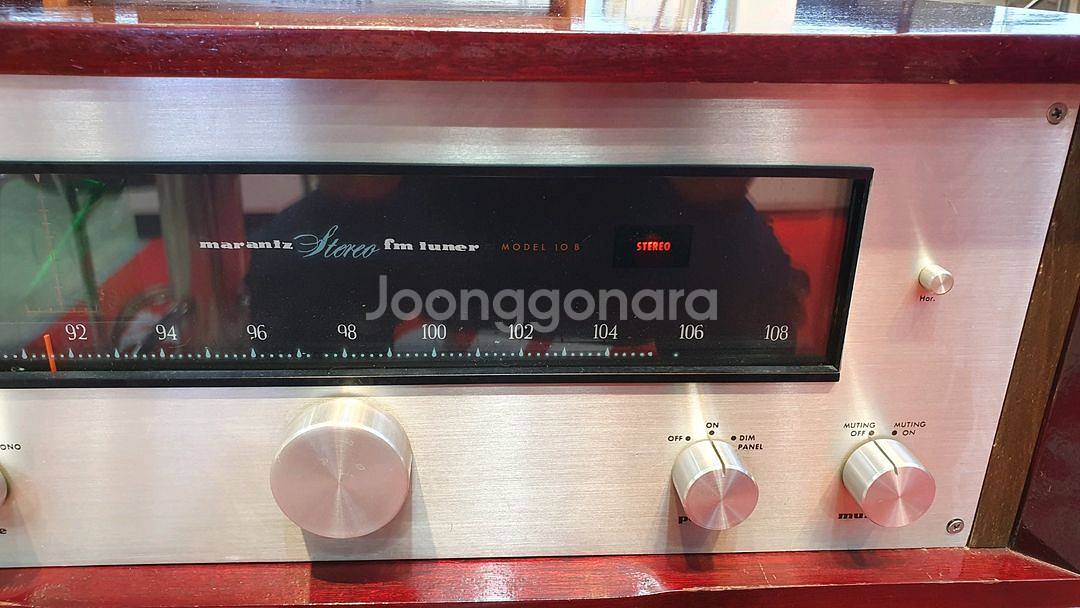 marantz Stereo fm tuner MODEL 10 B STEREO
Joonggonara
92 94 96 98 100 102 104 106 108
Hor.
ONO
OFF ON DIM PANEL
MUTING OFF MUTING ON